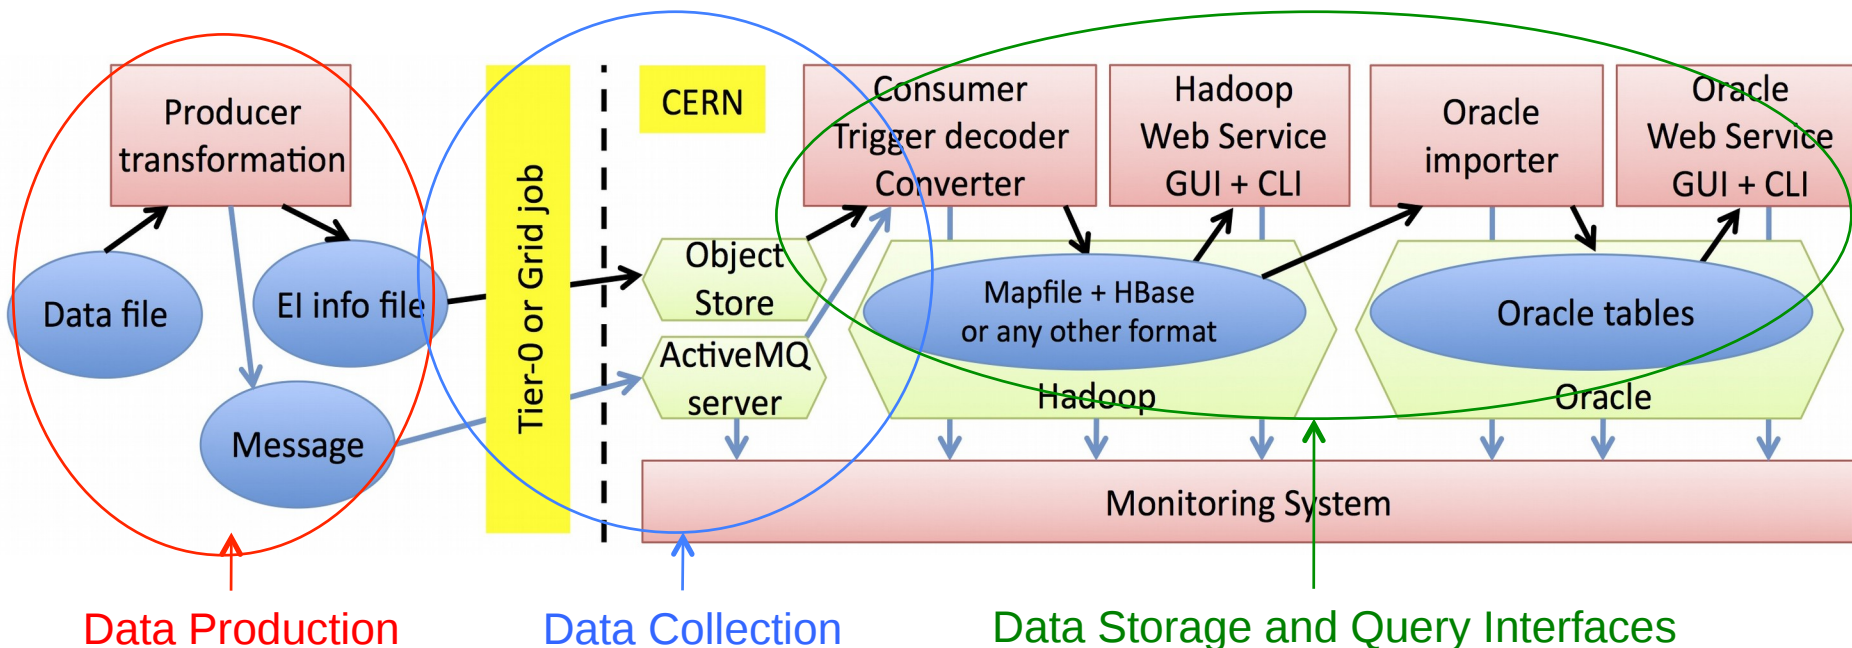 Producer
transformation
Data file
EI info file
Message
Tier-0 or Grid job
CERN
Object
Store
ActiveMQ
server
Consumer
Trigger decoder
Converter
Hadoop
Web Service
GUI + CLI
Oracle
importer
Oracle
Web Service
GUI + CLI
Mapfile + HBase
or any other format
Hadoop
Oracle tables
Oracle
Monitoring System
Data Production
Data Collection
Data Storage and Query Interfaces